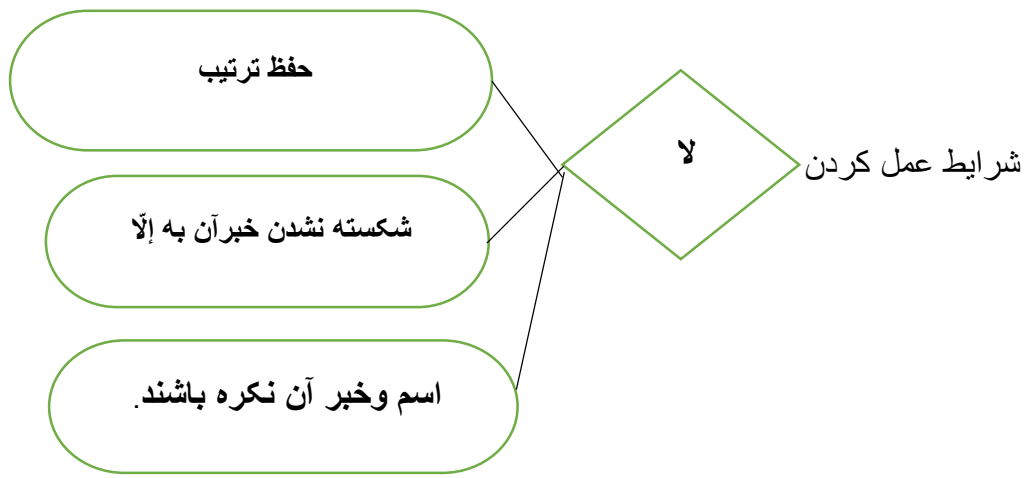 شرایط عمل کردن
لا
حفظ ترتیب
شکسته نشدن خبرآن به إلّا
اسم وخبر آن نکره باشند.